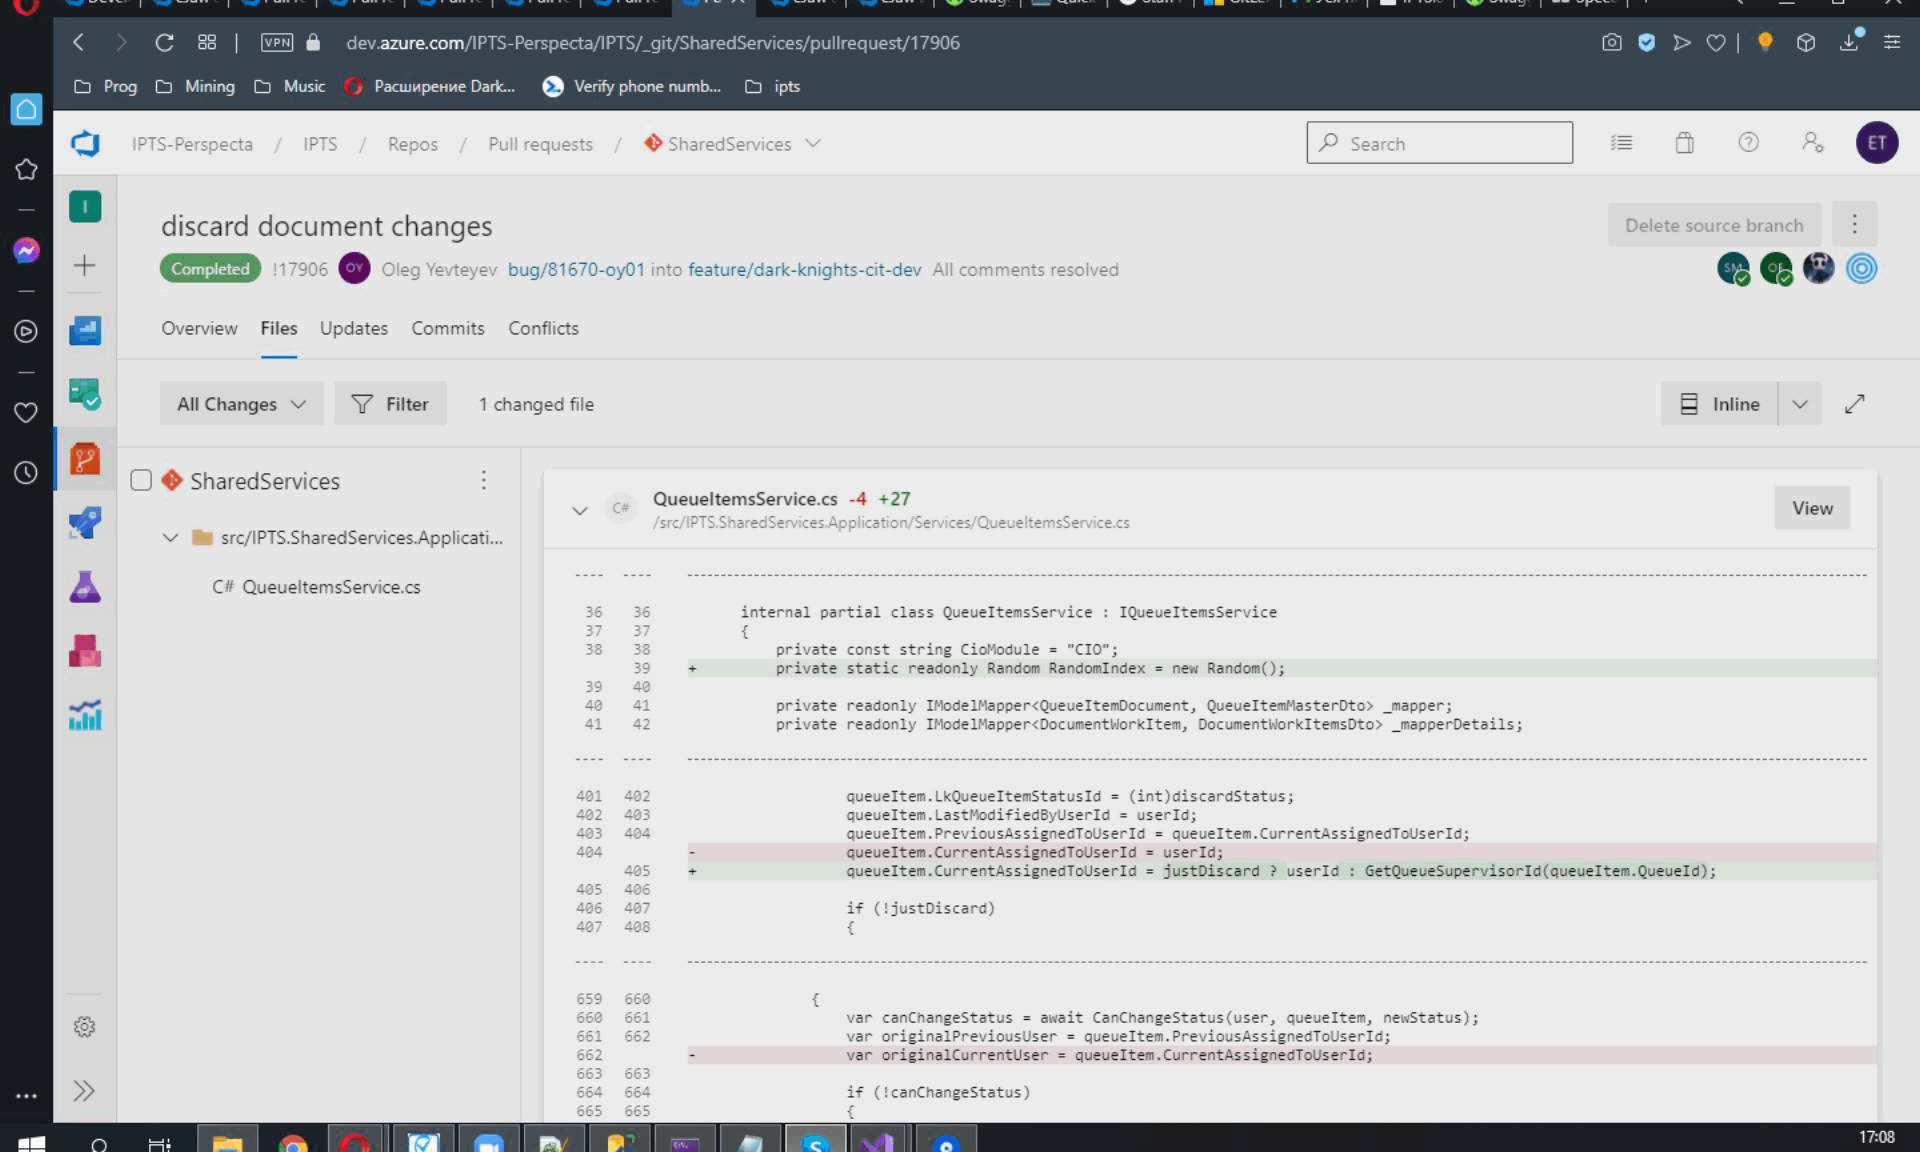 VPN dev.azure.com/IPTS-Perspecta/IPTS/_git/SharedServices/pullrequest/17906
Prog Mining Music Расширение Dark... Verify phone numb... ipts
IPTS-Perspecta / IPTS / Repos / Pull requests / SharedServices
Search
ET
I
discard document changes
Delete source branch
Completed !17906 OY Oleg Yevteyev bug/81670-oy01 into feature/dark-knights-cit-dev All comments resolved
SM
Overview Files Updates Commits Conflicts
All Changes Filter 1 changed file
Inline
SharedServices
src/IPTS.SharedServices.Applicati...
C# QueueItemsService.cs
C# QueueItemsService.cs -4 +27
/src/IPTS.SharedServices.Application/Services/QueueItemsService.cs
View
36 36 internal partial class QueueItemsService : IQueueItemsService
37 37 {
38 38 private const string CioModule = "CIO";
39 + private static readonly Random RandomIndex = new Random();
39 40
40 41 private readonly IModelMapper<QueueItemDocument, QueueItemMasterDto> _mapper;
41 42 private readonly IModelMapper<DocumentWorkItem, DocumentWorkItemsDto> _mapperDetails;
401 402 queueItem.LkQueueItemStatusId = (int)discardStatus;
402 403 queueItem.LastModifiedByUserId = userId;
403 404 queueItem.PreviousAssignedToUserId = queueItem.CurrentAssignedToUserId;
404 - queueItem.CurrentAssignedToUserId = userId;
405 + queueItem.CurrentAssignedToUserId = justDiscard ? userId : GetQueueSupervisorId(queueItem.QueueId);
405 406
406 407 if (!justDiscard)
407 408 {
659 660 {
660 661 var canChangeStatus = await CanChangeStatus(user, queueItem, newStatus);
661 662 var originalPreviousUser = queueItem.PreviousAssignedToUserId;
662 - var originalCurrentUser = queueItem.CurrentAssignedToUserId;
663 663
664 664 if (!canChangeStatus)
665 665 {
17:08